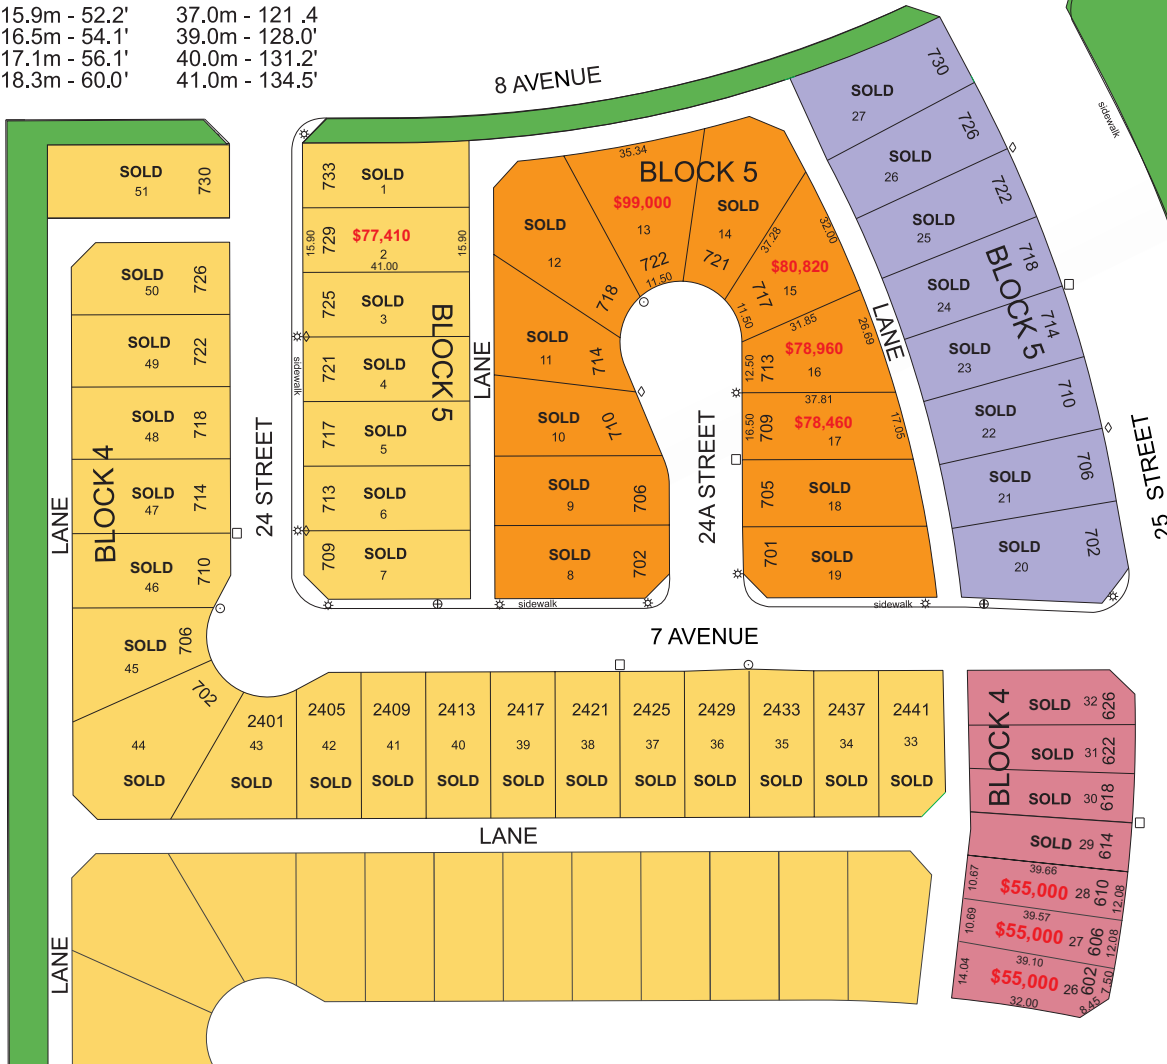 15.9m - 52.2' 37.0m - 121 .4
16.5m - 54.1' 39.0m - 128.0'
17.1m - 56.1' 40.0m - 131.2'
18.3m - 60.0' 41.0m - 134.5'
8 AVENUE
sidewalk
SOLD 51 730
SOLD 50 726
SOLD 49 722
SOLD 48 718
SOLD 47 714
SOLD 46 710
SOLD 45 706
702 44 SOLD
BLOCK 4
LANE
24 STREET
733 SOLD 1
15.90 729 $77,410 2 41.00 15.90
725 SOLD 3
721 SOLD 4
717 SOLD 5
713 SOLD 6
709 SOLD 7
sidewalk
BLOCK 5
LANE
BLOCK 5
SOLD 12 718
SOLD 11 714
SOLD 10 710
SOLD 9 706
SOLD 8 702
35.34 $99,000 13 722 11.50
SOLD 14 721
37.28 32.00 $80,820 15 717 11.50
31.85 26.69 $78,960 16 713 12.50
37.81 17.05 $78,460 17 709 16.50
705 SOLD 18
701 SOLD 19
24A STREET
LANE
730 SOLD 27
726 SOLD 26
722 SOLD 25
718 SOLD 24
714 SOLD 23
710 SOLD 22
706 SOLD 21
702 SOLD 20
BLOCK 5
25 STREET
sidewalk
sidewalk
7 AVENUE
2401 43 SOLD
2405 42 SOLD
2409 41 SOLD
2413 40 SOLD
2417 39 SOLD
2421 38 SOLD
2425 37 SOLD
2429 36 SOLD
2433 35 SOLD
2437 34 SOLD
2441 33 SOLD
LANE
LANE
BLOCK 4
SOLD 32 626
SOLD 31 622
SOLD 30 618
SOLD 29 614
39.66
10.67 $55,000 28 610 12.08
39.57
10.69 $55,000 27 606 12.08
39.10
14.04 $55,000 26 602 7.50
32.00 8.45